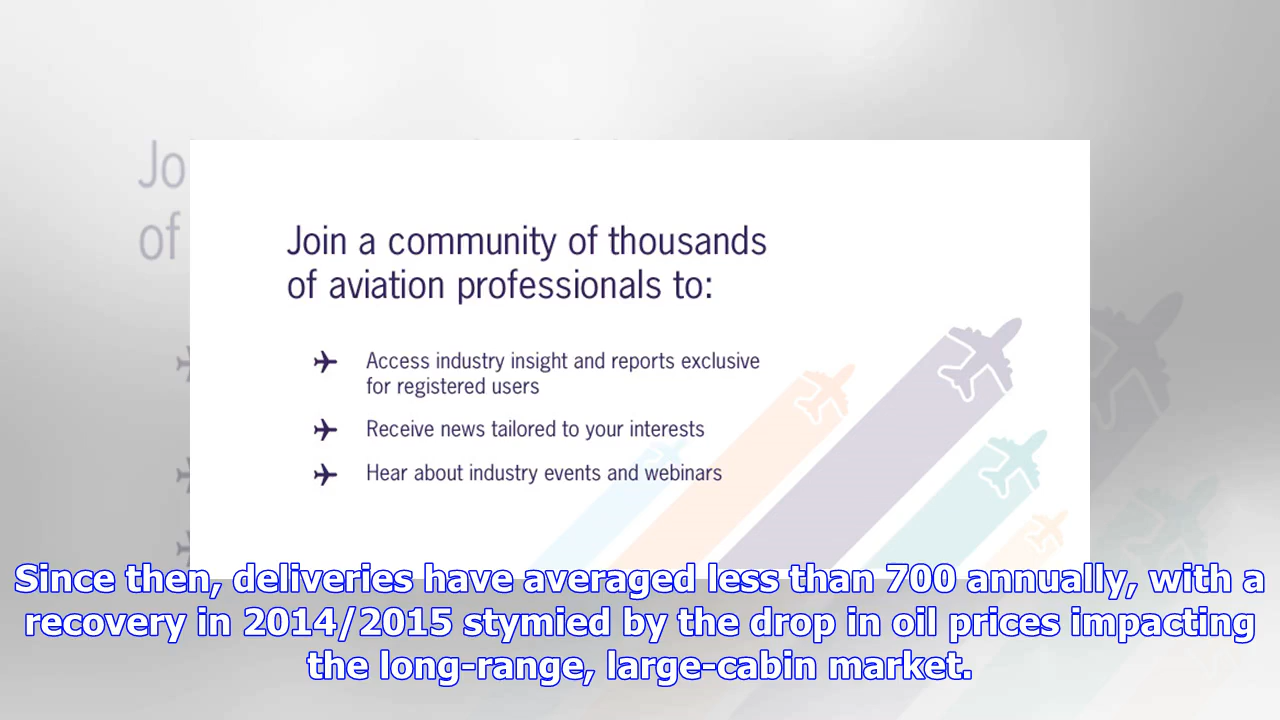 Jo
of
Join a community of thousands
of aviation professionals to:
Access industry insight and reports exclusive
for registered users
Receive news tailored to your interests
Hear about industry events and webinars
Since then, deliveries have averaged less than 700 annually, with a
recovery in 2014/2015 stymied by the drop in oil prices impacting
the long-range, large-cabin market.